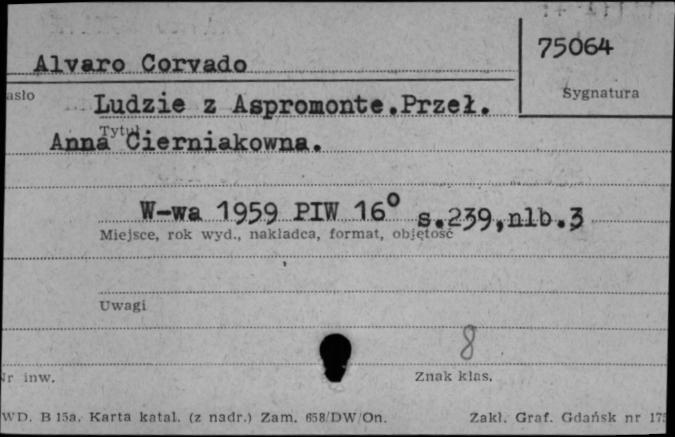 75064
Alvaro Corvado
asło
Sygnatura
Ludzie z Aspromonte.Przeł.
Tytuł
Anna Cierniakowna.
W-wa 1959 PIW 16° s.239,nlb.3
Miejsce, rok wyd., nakładca, format, objętość
Uwagi
8
Nr inw.
Znak klas.
WD. B 15a. Karta katal. (z nadr.) Zam. 658/DW/On.
Zakł. Graf. Gdańsk nr